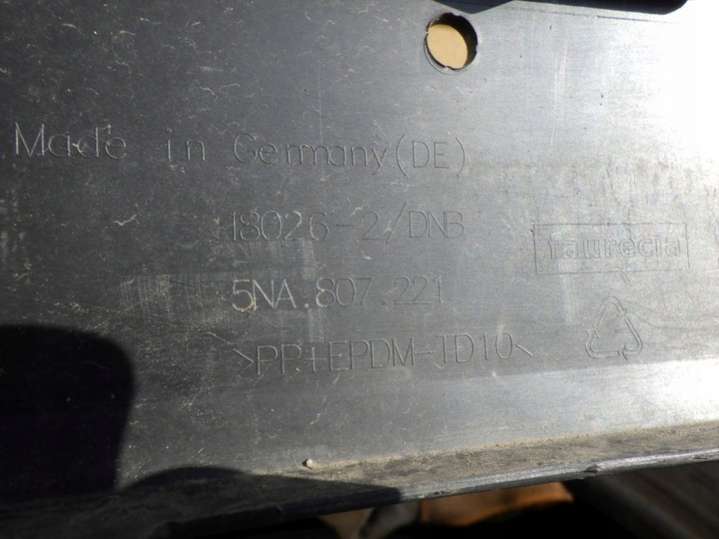 Made in Germany(DE)
18026-2/DNB
faurecia
5NA.807.221
>PP+EPDM-TD10<